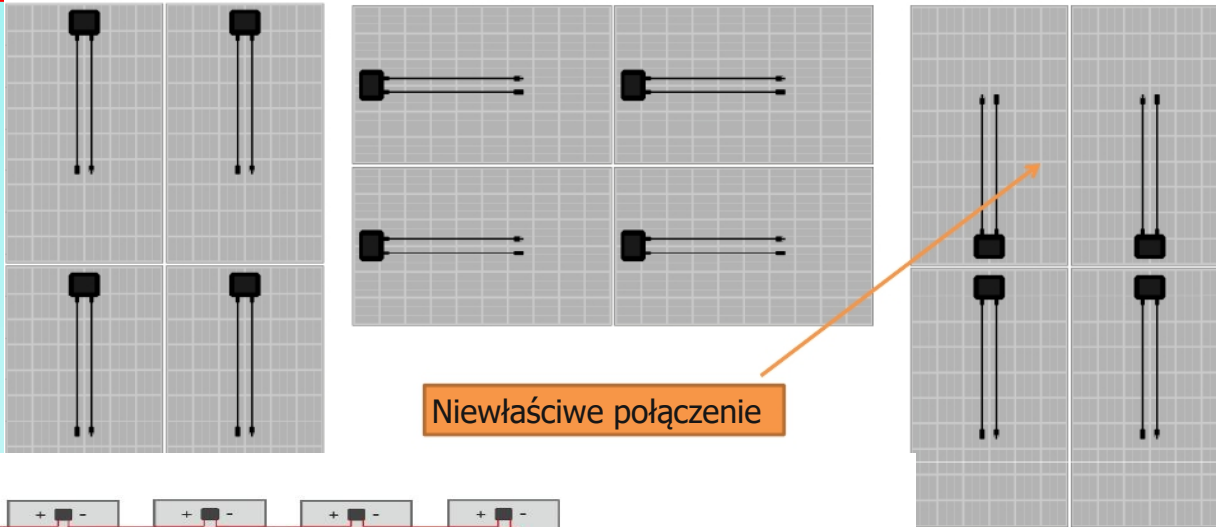 Niewłaściwe połączenie
+ - + - + - + -